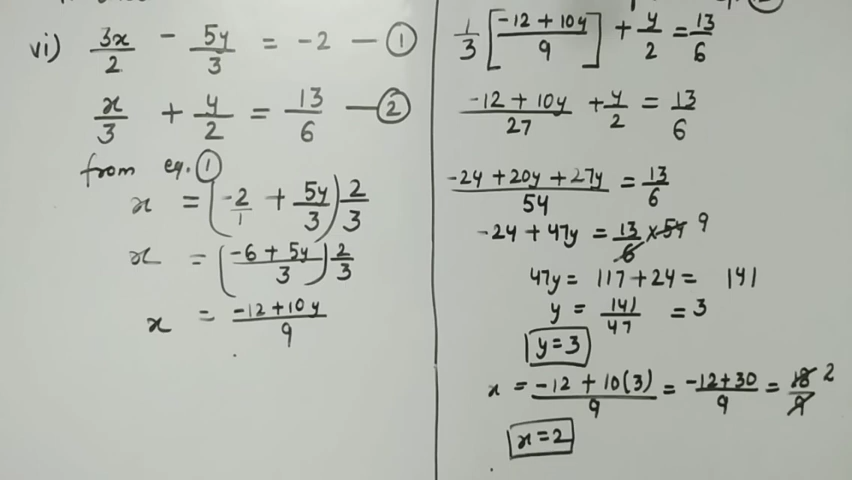 vi) 3x/2 - 5y/3 = -2 — ①
x/3 + y/2 = 13/6 — ②
from eq. ①
x = (-2/1 + 5y/3) 2/3
x = (-6 + 5y/3) 2/3
x = -12 + 10y/9
1/3 [-12 + 10y/9] + y/2 = 13/6
-12 + 10y/27 + y/2 = 13/6
-24 + 20y + 27y/54 = 13/6
-24 + 47y = 13/6 × 54 9
47y = 117 + 24 = 141
y = 141/47 = 3
y = 3
x = -12 + 10(3)/9 = -12 + 30/9 = 18/9 2
x = 2